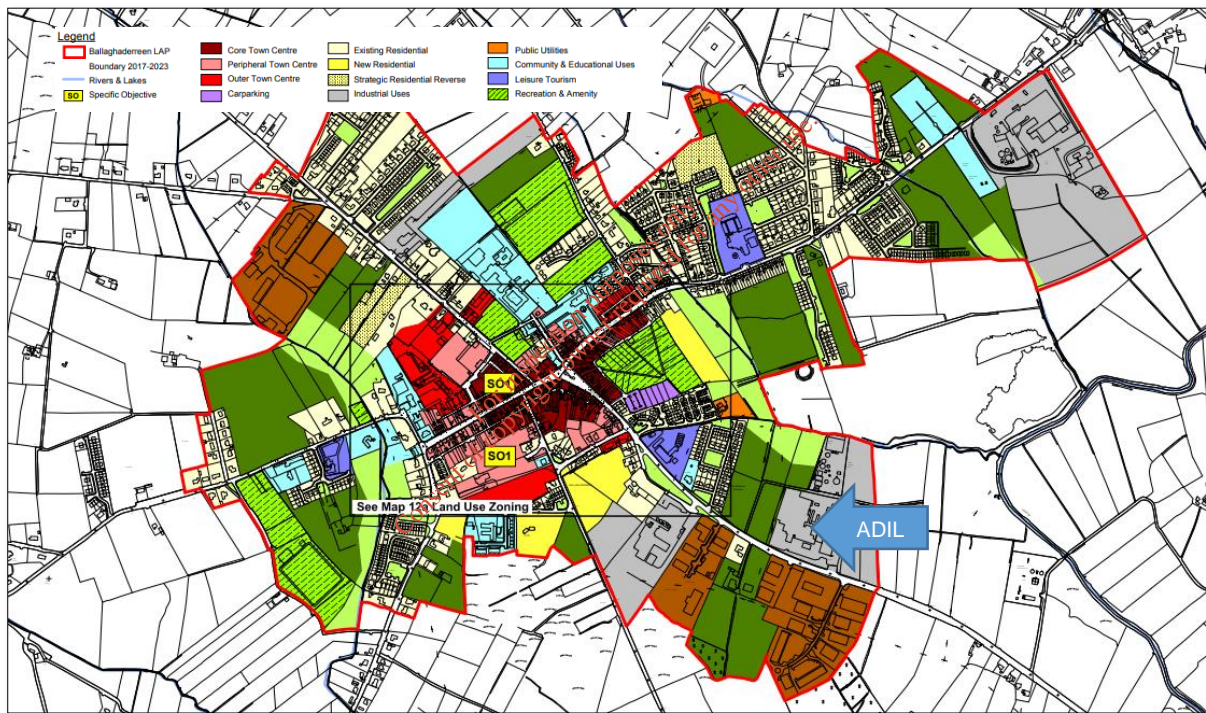 Legend
Ballaghaderreen LAP
Boundary 2017-2023
Rivers & Lakes
SO Specific Objective
Core Town Centre
Peripheral Town Centre
Outer Town Centre
Carparking
Existing Residential
New Residential
Strategic Residential Reverse
Industrial Uses
Public Utilities
Community & Educational Uses
Leisure Tourism
Recreation & Amenity
SO1
SO1
See Map 12a Land Use Zoning
ADIL